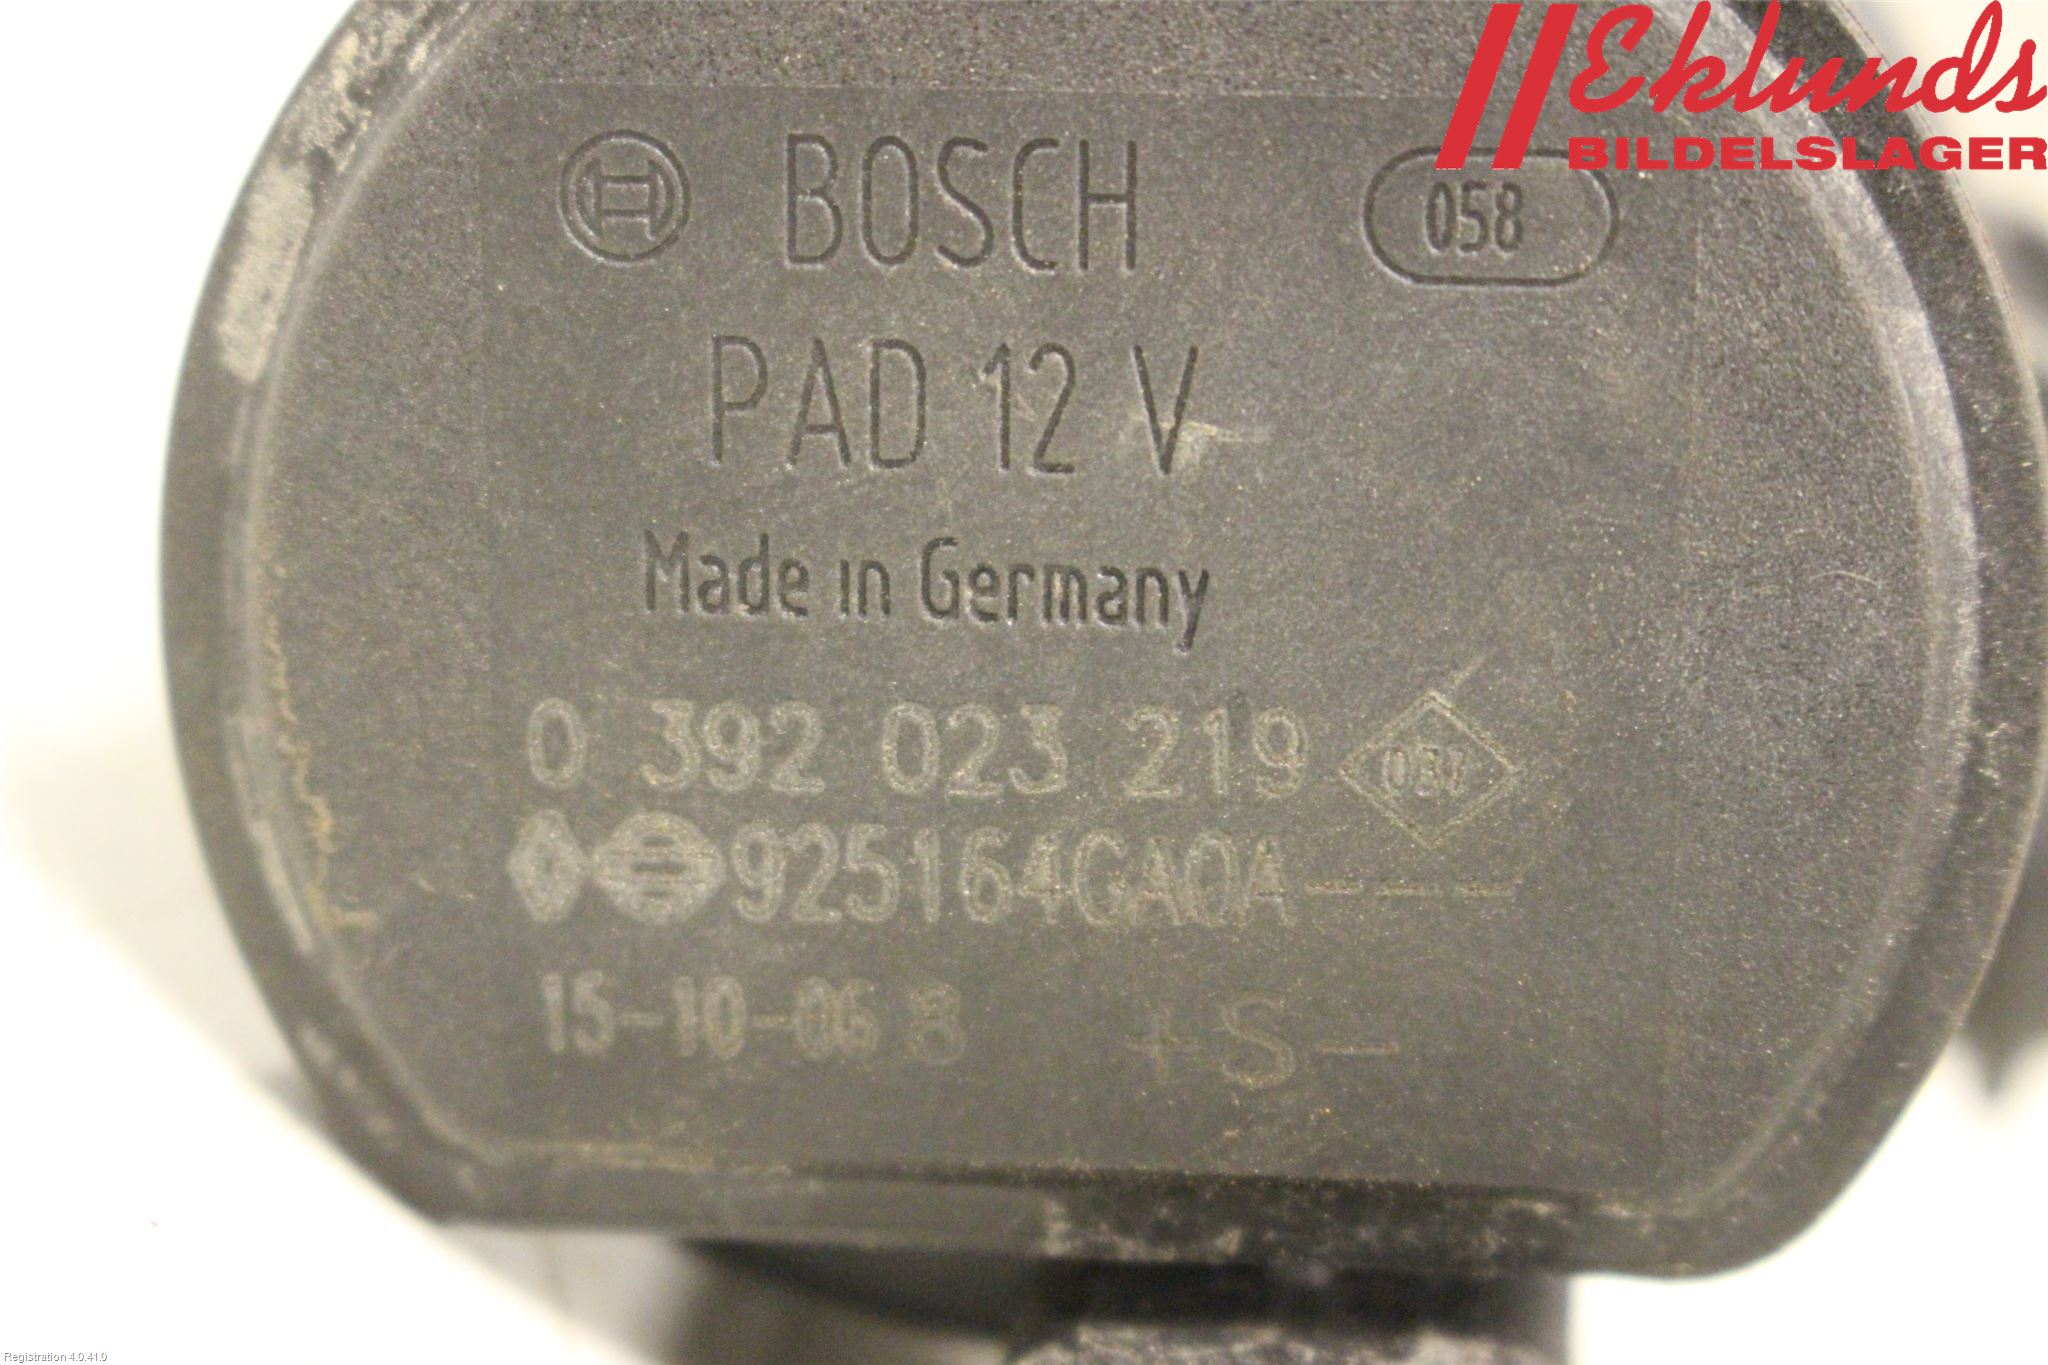 Eklunds
BILDELSLAGER
BOSCH 058
PAD 12 V
Made in Germany
0 392 023 219
925164GA0A----
15-10-06 8 + S -
Registration 4.0.41.0